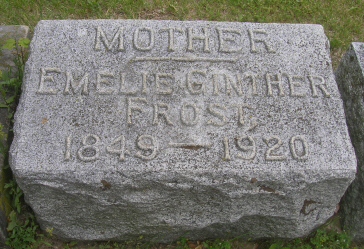 MOTHER
EMELIE GINTHER
FROST
1849 — 1920